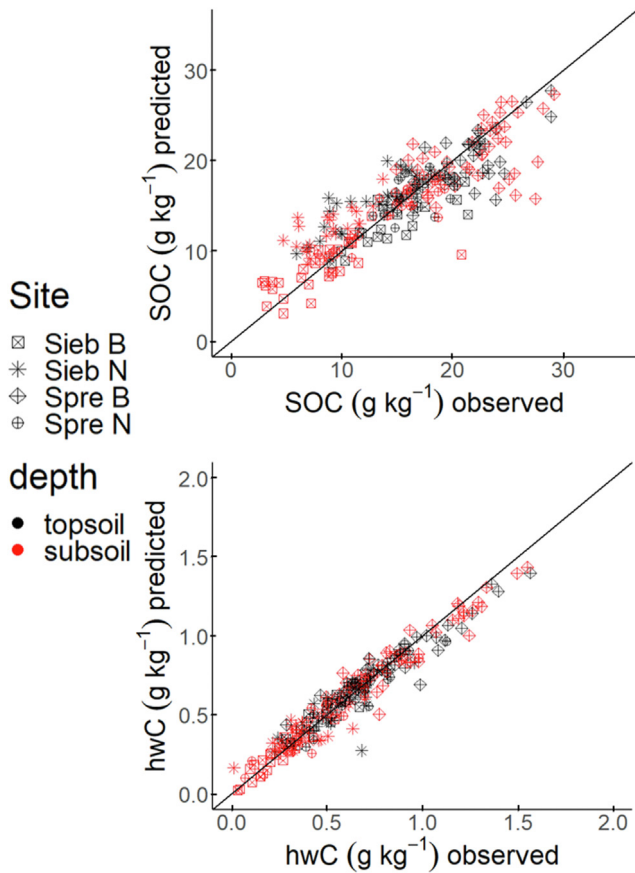 SOC (g kg⁻¹) predicted
30
20
10
0
0 10 20 30
SOC (g kg⁻¹) observed
Site
Sieb B
Sieb N
Spre B
Spre N
depth
topsoil
subsoil
hwC (g kg⁻¹) predicted
2.0
1.5
1.0
0.5
0.0
0.0 0.5 1.0 1.5 2.0
hwC (g kg⁻¹) observed